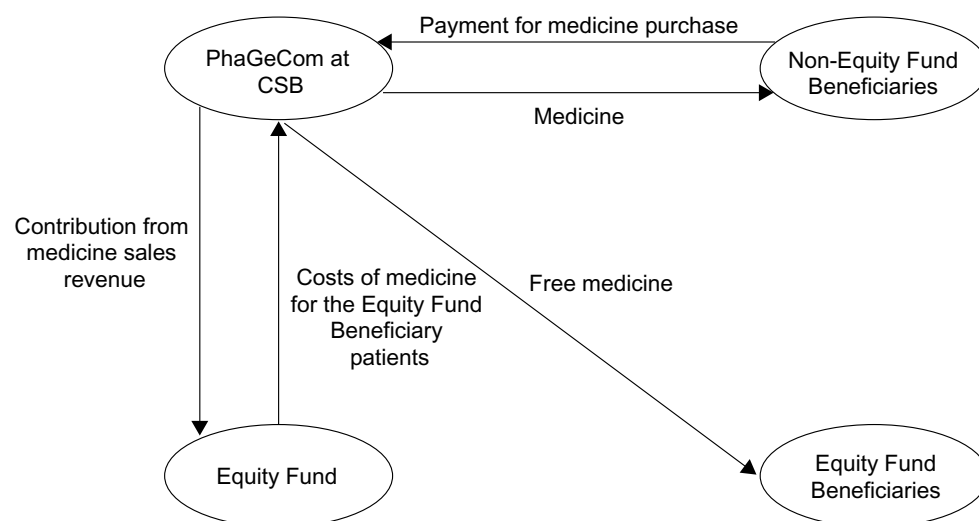 Payment for medicine purchase
PhaGeCom at
CSB
Non-Equity Fund
Beneficiaries
Medicine
Contribution from
medicine sales
revenue
Costs of medicine
for the Equity Fund
Beneficiary
patients
Free medicine
Equity Fund
Equity Fund
Beneficiaries